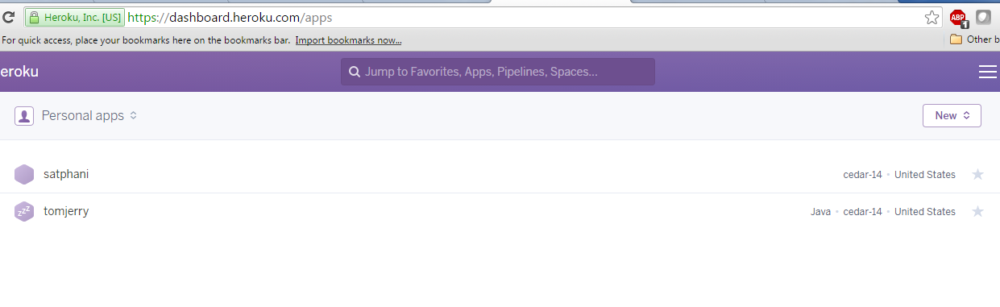 Heroku, Inc. [US] https://dashboard.heroku.com/apps
ABP 1
For quick access, place your bookmarks here on the bookmarks bar. Import bookmarks now... Other b
eroku Jump to Favorites, Apps, Pipelines, Spaces...
Personal apps New
satphani cedar-14 • United States
zzz tomjerry Java • cedar-14 • United States